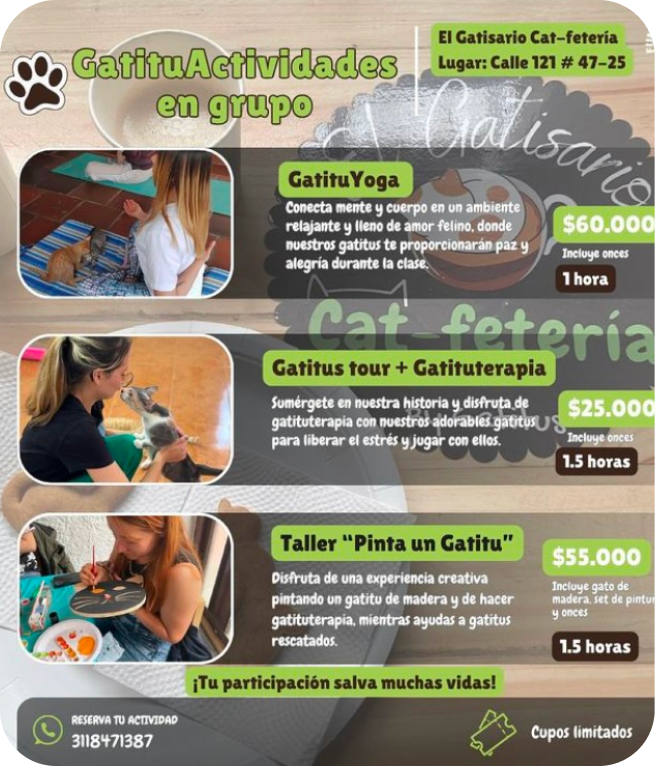 GatituActividades
en grupo
El Gatisario Cat-fetería
Lugar: Calle 121 # 47-25
Gatisario
GatituYoga
Conecta mente y cuerpo en un ambiente
relajante y lleno de amor felino, donde
nuestros gatitus te proporcionarán paz y
alegría durante la clase.
$60.000
Incluye onces
1 hora
Cat-fetería
Gatitus tour + Gatituterapia
Sumérgete en nuestra historia y disfruta de
gatituterapia con nuestros adorables gatitus
para liberar el estrés y jugar con ellos.
$25.000
Incluye onces
1.5 horas
Taller “Pinta un Gatitu”
Disfruta de una experiencia creativa
pintando un gatitu de madera y de hacer
gatituterapia, mientras ayudas a gatitus
rescatados.
$55.000
Incluye gato de
madera, set de pintur
y onces
1.5 horas
¡Tu participación salva muchas vidas!
RESERVA TU ACTIVIDAD
3118471387
Cupos limitados